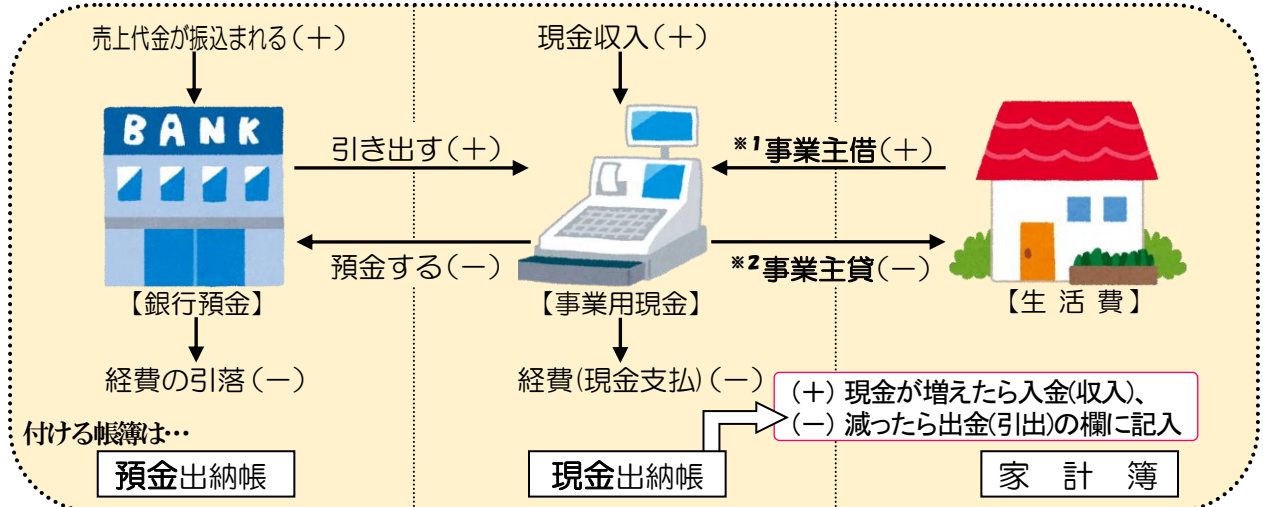 売上代金が振込まれる(+)
現金収入(+)
BANK
引き出す(+)
※1事業主借(+)
預金する(-)
※2事業主貸(-)
【銀行預金】
【事業用現金】
【生 活 費】
経費の引落(-)
経費(現金支払)(-)
(+) 現金が増えたら入金(収入)、
(-) 減ったら出金(引出)の欄に記入
付ける帳簿は…
預金出納帳
現金出納帳
家 計 簿